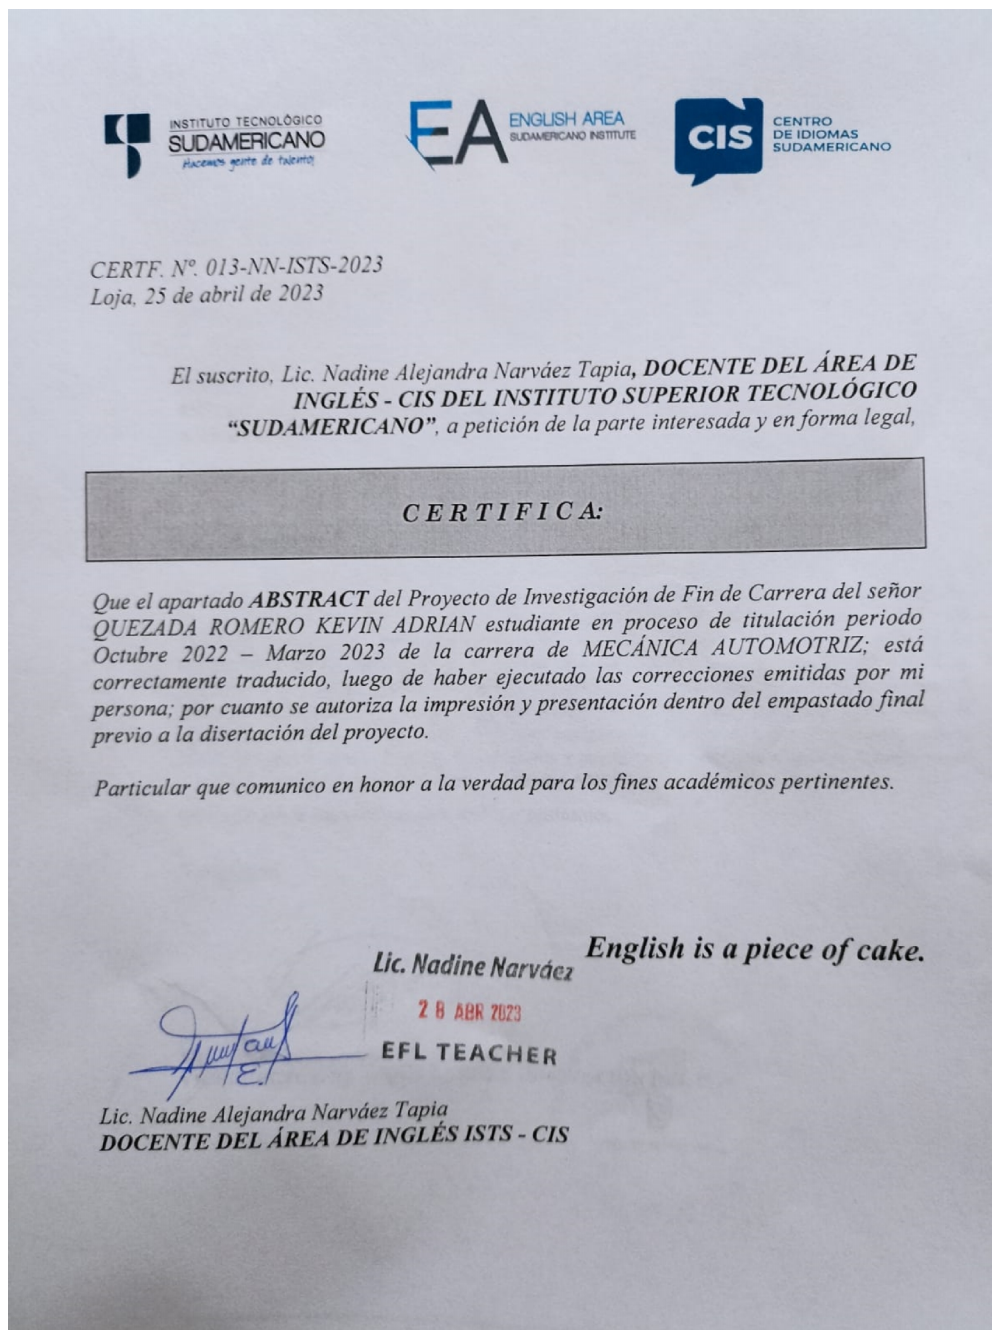 INSTITUTO TECNOLÓGICO
SUDAMERICANO
Hacemos gente de talento!
EA
ENGLISH AREA
SUDAMERICANO INSTITUTE
CIS
CENTRO
DE IDIOMAS
SUDAMERICANO
CERTF. Nº. 013-NN-ISTS-2023
Loja, 25 de abril de 2023
El suscrito, Lic. Nadine Alejandra Narváez Tapia, DOCENTE DEL ÁREA DE
INGLÉS - CIS DEL INSTITUTO SUPERIOR TECNOLÓGICO
“SUDAMERICANO”, a petición de la parte interesada y en forma legal,
C E R T I F I C A:
Que el apartado ABSTRACT del Proyecto de Investigación de Fin de Carrera del señor
QUEZADA ROMERO KEVIN ADRIAN estudiante en proceso de titulación periodo
Octubre 2022 – Marzo 2023 de la carrera de MECÁNICA AUTOMOTRIZ; está
correctamente traducido, luego de haber ejecutado las correcciones emitidas por mi
persona; por cuanto se autoriza la impresión y presentación dentro del empastado final
previo a la disertación del proyecto.
Particular que comunico en honor a la verdad para los fines académicos pertinentes.
English is a piece of cake.
Lic. Nadine Narváez
28 ABR 2023
EFL TEACHER
Lic. Nadine Alejandra Narváez Tapia
DOCENTE DEL ÁREA DE INGLÉS ISTS - CIS